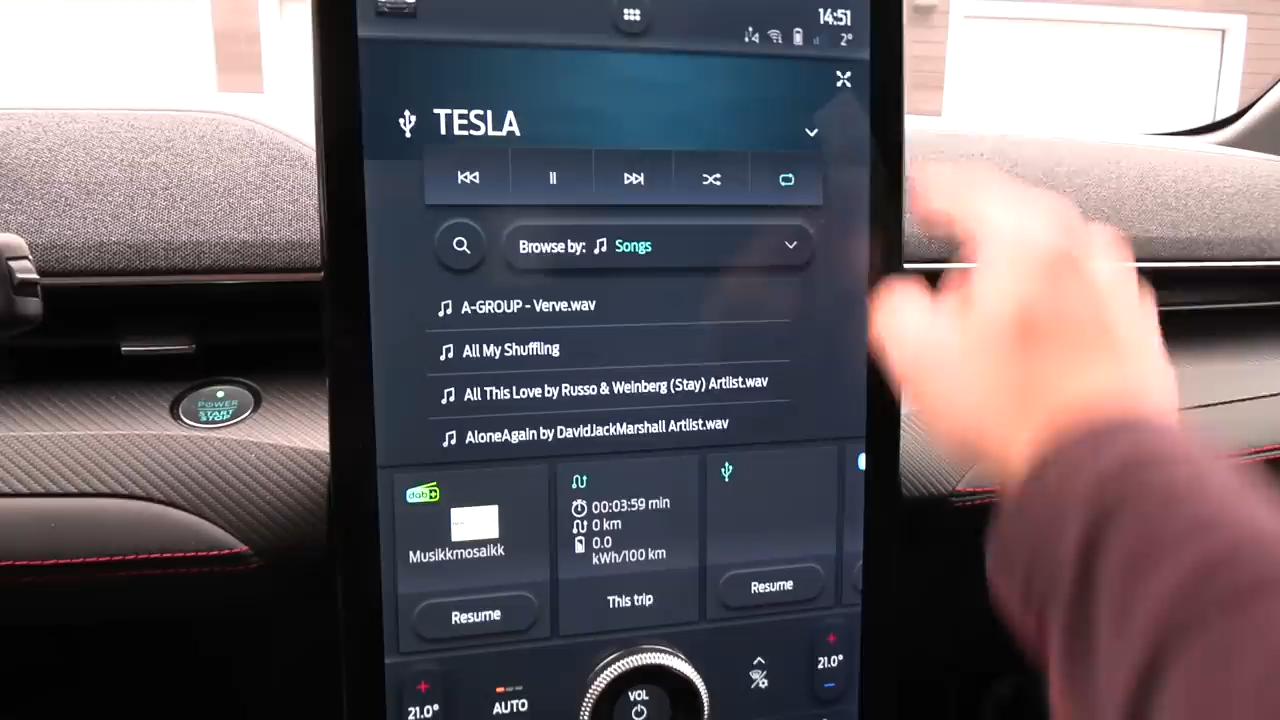 14:51
2°
TESLA
Browse by: Songs
A-GROUP - Verve.wav
All My Shuffling
All This Love by Russo & Weinberg (Stay) Artlist.wav
AloneAgain by DavidJackMarshall Artlist.wav
dab+
Musikkmosaikk
Resume
00:03:59 min
0 km
0.0
kWh/100 km
This trip
Resume
POWER
START
STOP
+
21.0°
AUTO
VOL
+
21.0°
−